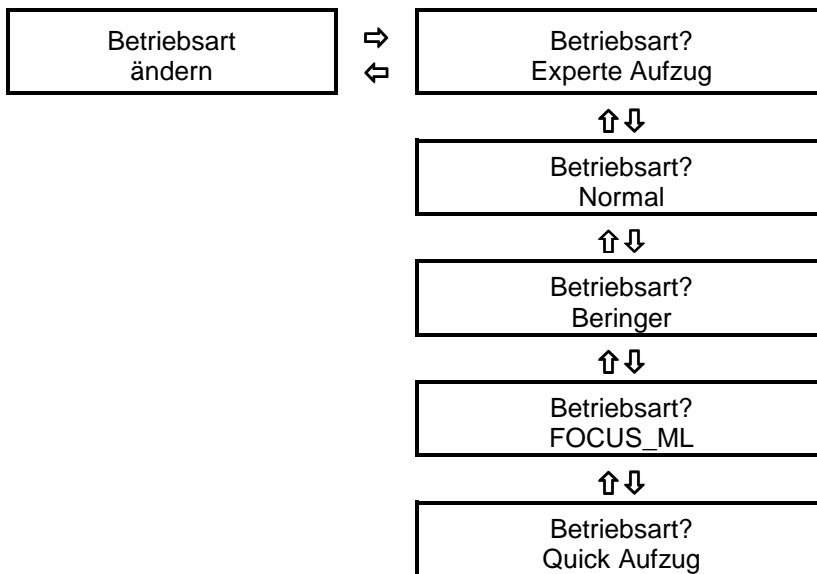 Betriebsart
ändern
Betriebsart?
Experte Aufzug
Betriebsart?
Normal
Betriebsart?
Beringer
Betriebsart?
FOCUS_ML
Betriebsart?
Quick Aufzug